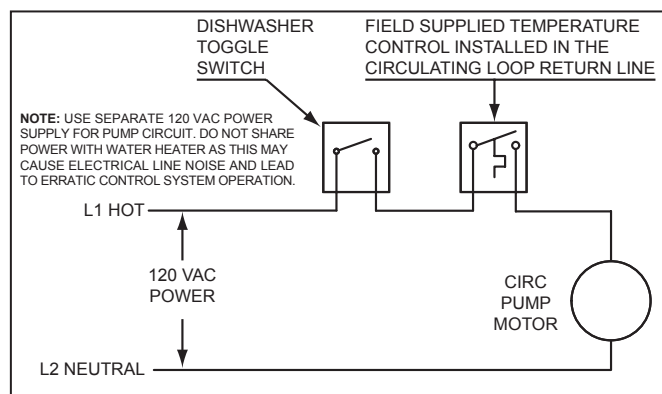 DISHWASHER
TOGGLE
SWITCH
FIELD SUPPLIED TEMPERATURE
CONTROL INSTALLED IN THE
CIRCULATING LOOP RETURN LINE
NOTE: USE SEPARATE 120 VAC POWER
SUPPLY FOR PUMP CIRCUIT. DO NOT SHARE
POWER WITH WATER HEATER AS THIS MAY
CAUSE ELECTRICAL LINE NOISE AND LEAD
TO ERRATIC CONTROL SYSTEM OPERATION.
L1 HOT
120 VAC
POWER
CIRC
PUMP
MOTOR
L2 NEUTRAL